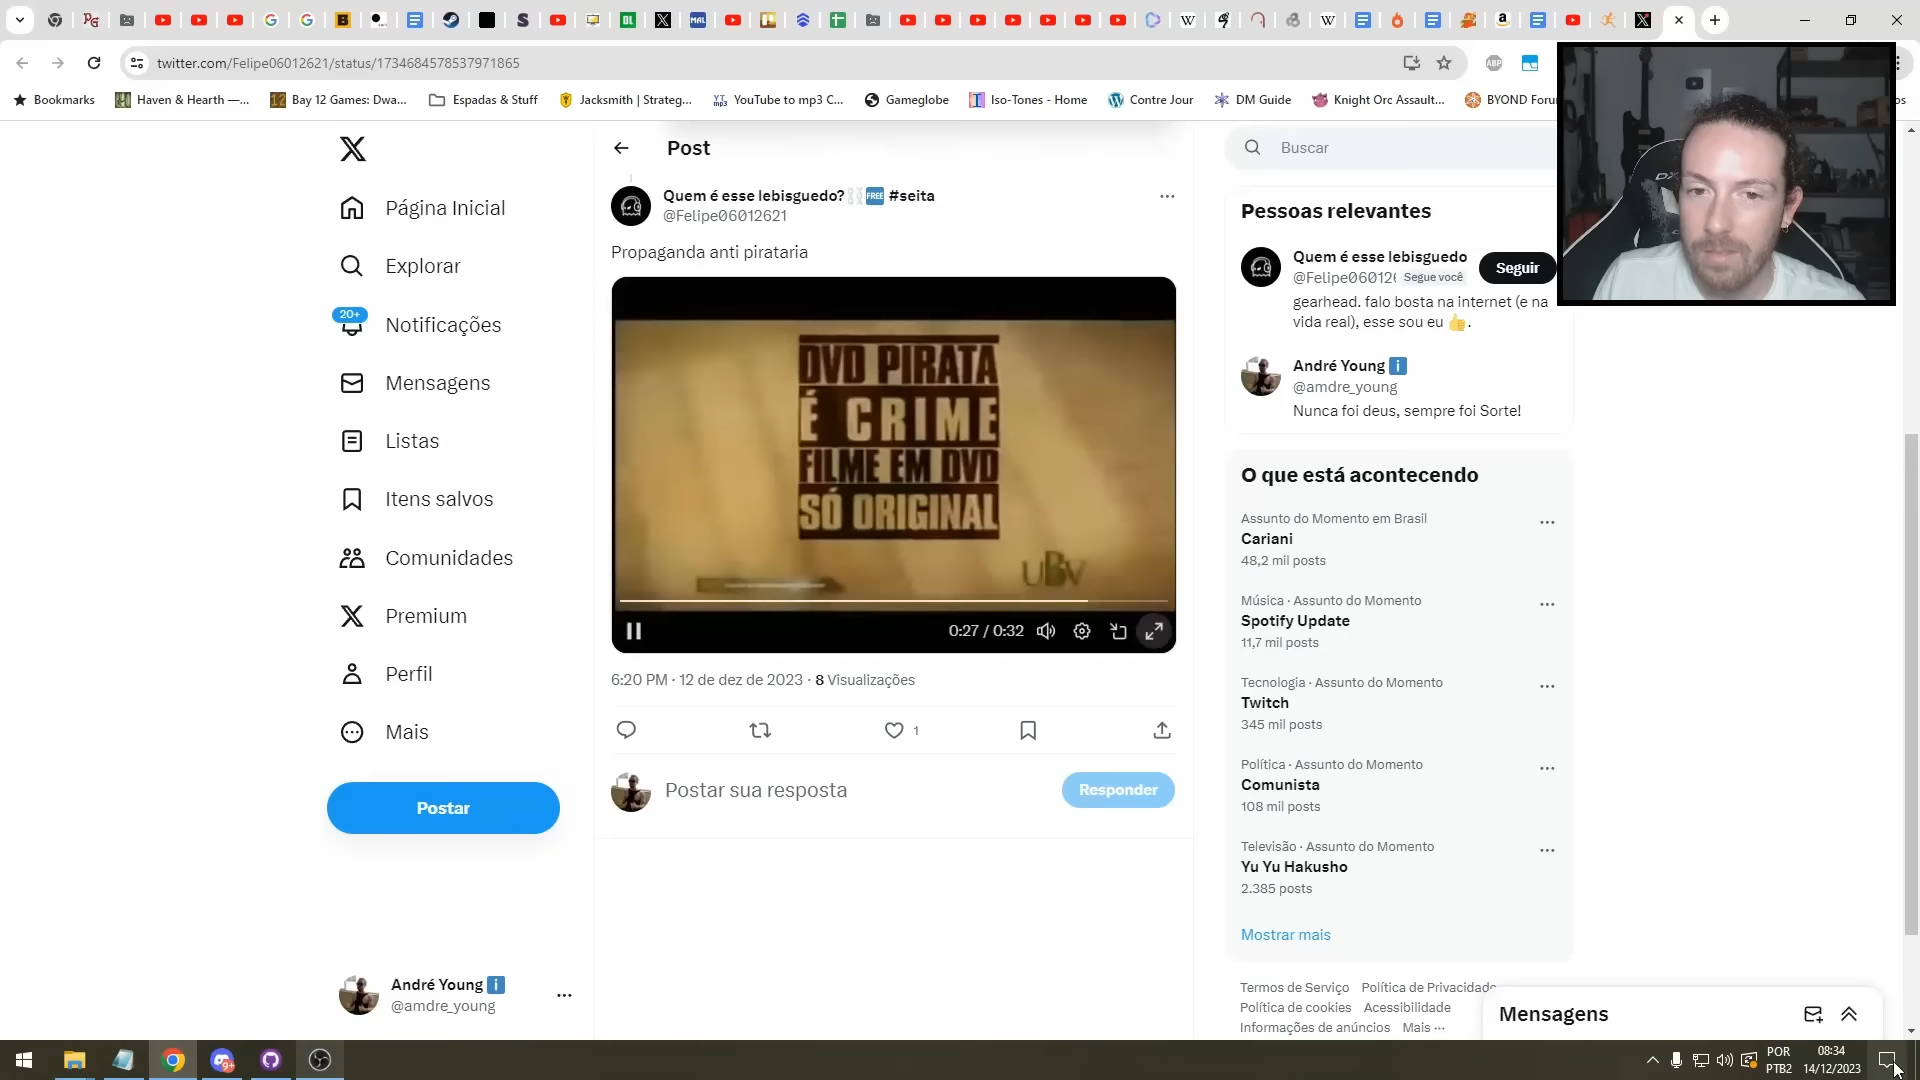 twitter.com/Felipe06012621/status/1734684578537971865
Bookmarks
Haven & Hearth —...
Bay 12 Games: Dwa...
Espadas & Stuff
Jacksmith | Strateg...
YouTube to mp3 C...
Gameglobe
Iso-Tones - Home
Contre Jour
DM Guide
Knight Orc Assault...
BYOND Foru
Página Inicial
Explorar
20+
Notificações
Mensagens
Listas
Itens salvos
Comunidades
Premium
Perfil
Mais
Postar
André Young
@amdre_young
Post
Quem é esse lebisguedo? FREE #seita
@Felipe06012621
Propaganda anti pirataria
DVD PIRATA
É CRIME
FILME EM DVD
SÓ ORIGINAL
UBV
0:27 / 0:32
6:20 PM · 12 de dez de 2023 · 8 Visualizações
1
Postar sua resposta
Responder
Buscar
Pessoas relevantes
Quem é esse lebisguedo
@Felipe06012 Segue você
Seguir
gearhead. falo bosta na internet (e na
vida real), esse sou eu 👍.
André Young
@amdre_young
Nunca foi deus, sempre foi Sorte!
O que está acontecendo
Assunto do Momento em Brasil
Cariani
48,2 mil posts
Música · Assunto do Momento
Spotify Update
11,7 mil posts
Tecnologia · Assunto do Momento
Twitch
345 mil posts
Política · Assunto do Momento
Comunista
108 mil posts
Televisão · Assunto do Momento
Yu Yu Hakusho
2.385 posts
Mostrar mais
Termos de Serviço Política de Privacidade
Política de cookies Acessibilidade
Informações de anúncios Mais ···
Mensagens
POR
PTB2
08:34
14/12/2023